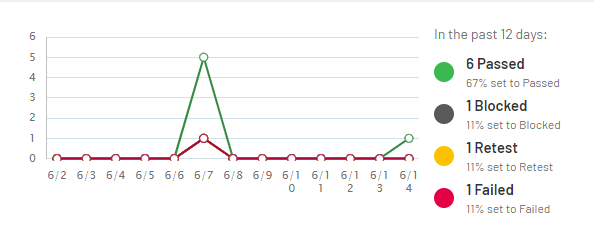 In the past 12 days:
6
5
4
3
2
1
0
6/2 6/3 6/4 6/5 6/6 6/7 6/8 6/9 6/1 6/1 6/1 6/1 6/1
0 1 2 3 4
6 Passed
67% set to Passed
1 Blocked
11% set to Blocked
1 Retest
11% set to Retest
1 Failed
11% set to Failed